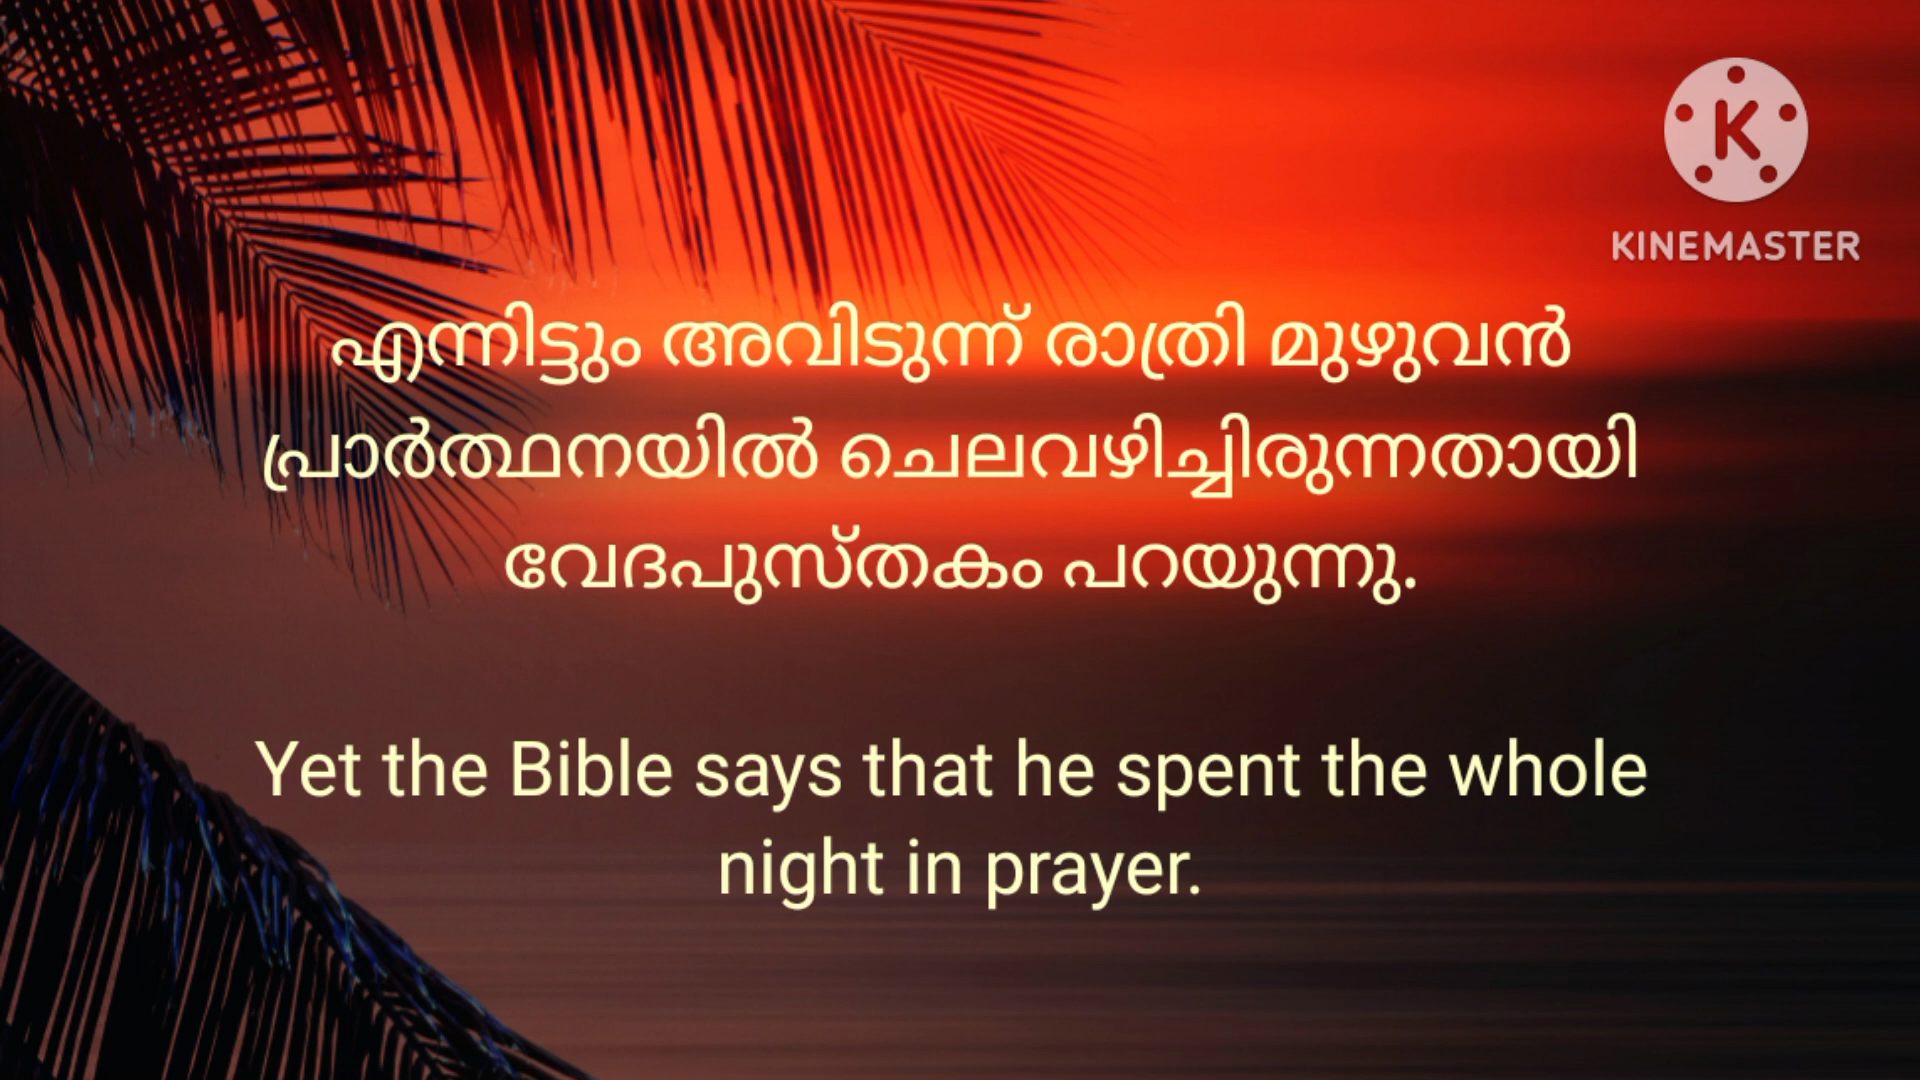 KINEMASTER
എന്നിട്ടും അവിടുന്ന് രാത്രി മുഴുവൻ
പ്രാർത്ഥനയിൽ ചെലവഴിച്ചിരുന്നതായി
വേദപുസ്തകം പറയുന്നു.
Yet the Bible says that he spent the whole
night in prayer.